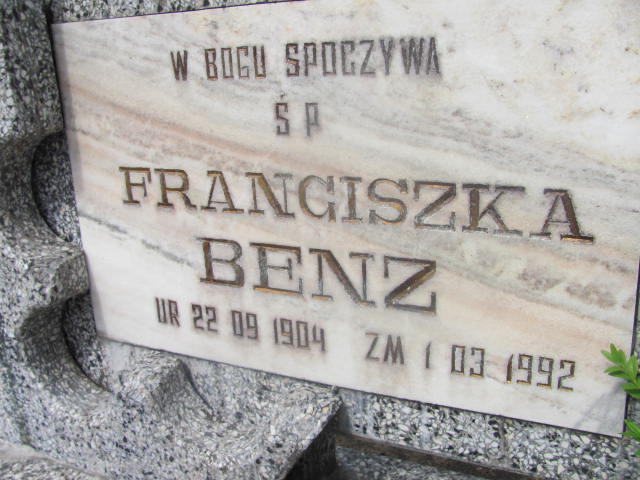 W BOGU SPOCZYWA
Ś P
FRANCISZKA
BENZ
UR 22 09 1904 ZM 1 03 1992